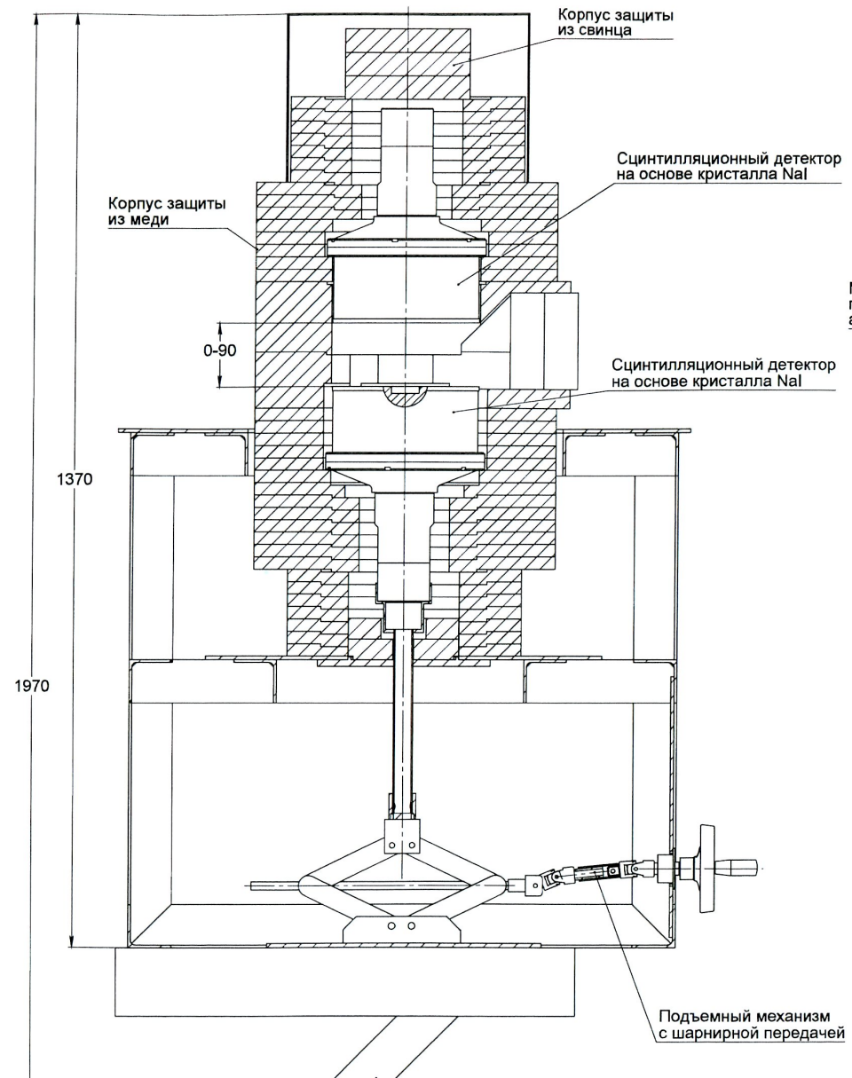 Корпус защиты
из свинца
Сцинтилляционный детектор
на основе кристалла NaI
Корпус защиты
из меди
0-90
Сцинтилляционный детектор
на основе кристалла NaI
1370
1970
Подъемный механизм
с шарнирной передачей